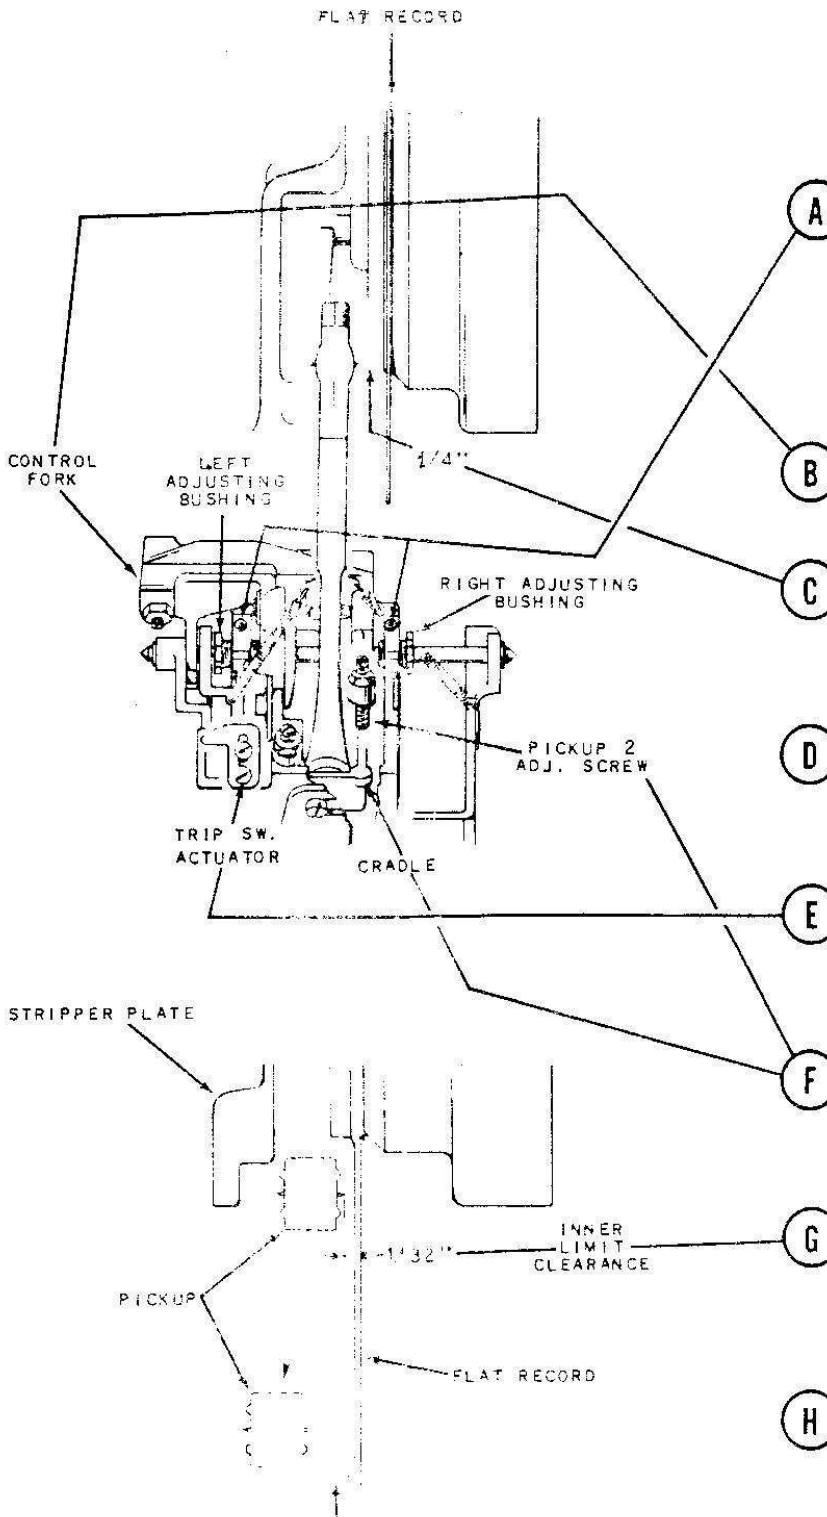 FLAT RECORD
A
B
CONTROL
FORK
LEFT
ADJUSTING
BUSHING
1/4"
C
RIGHT ADJUSTING
BUSHING
D
PICKUP 2
ADJ. SCREW
TRIP SW.
ACTUATOR
CRADLE
E
STRIPPER PLATE
F
G
1/32"
INNER
LIMIT
CLEARANCE
PICKUP
FLAT RECORD
H